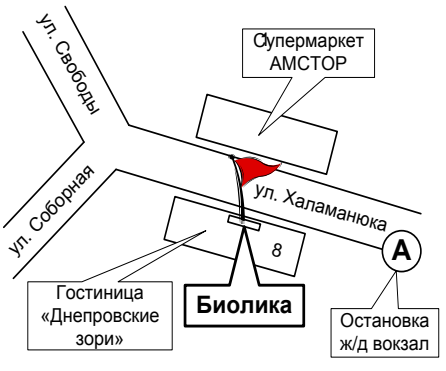 ул. Свободы
Супермаркет
АМСТОР
ул. Соборная
ул. Халаманюка
8
А
Гостиница
«Днепровские
зори»
Биолика
Остановка
ж/д вокзал